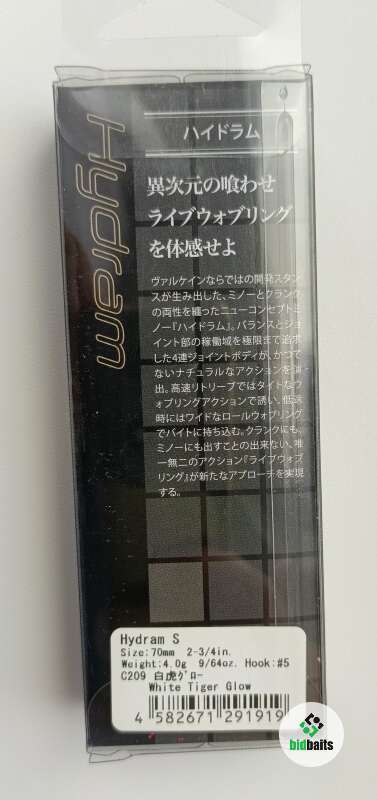 Hydram
ハイドラム
異次元の喰わせ
ライブウォブリング
を体感せよ
ヴァルケインならではの開発スタン
スが生み出した、ミノーとクランク
の両性を纏ったニューコンセプトミ
ノー『ハイドラム』。バランスとジョ
イント部の稼働域を極限まで追求
した4連ジョイントボディが、かつて
ないナチュラルなアクションを演
出。高速リトリーブではタイトなウ
ォブリングアクションで誘い、低速
時にはワイドなロールウォブリング
でバイトに持ち込む。クランクにも、
ミノーにも出すことの出来ない、唯
一無二のアクション『ライブウォブ
リング』が新たなアプローチを実現
する。
Hydram S
Size:70mm 2-3/4in.
Weight:4.0g 9/64oz. Hook:#5
C209 白虎ｸﾞﾛｰ
White Tiger Glow
4 582671 291919
bidbaits